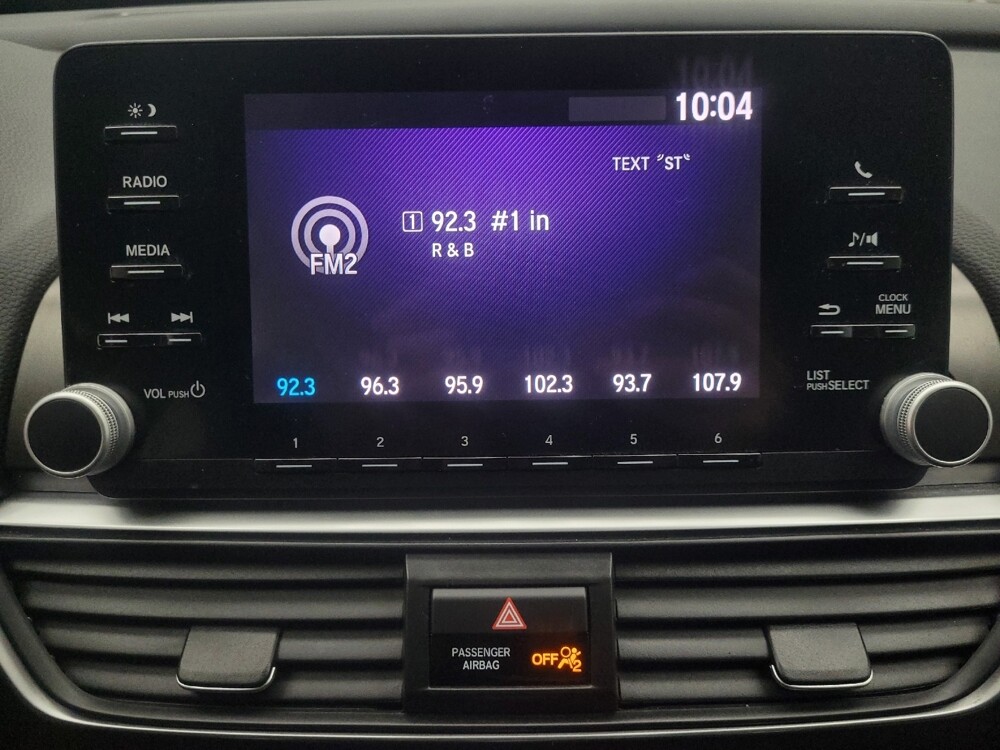 10:04
TEXT "ST"
RADIO
1 92.3 #1 in
R & B
FM2
MEDIA
CLOCK
MENU
VOL PUSH
LIST
PUSH SELECT
92.3 96.3 95.9 102.3 93.7 107.9
1 2 3 4 5 6
PASSENGER
AIRBAG
OFF
2